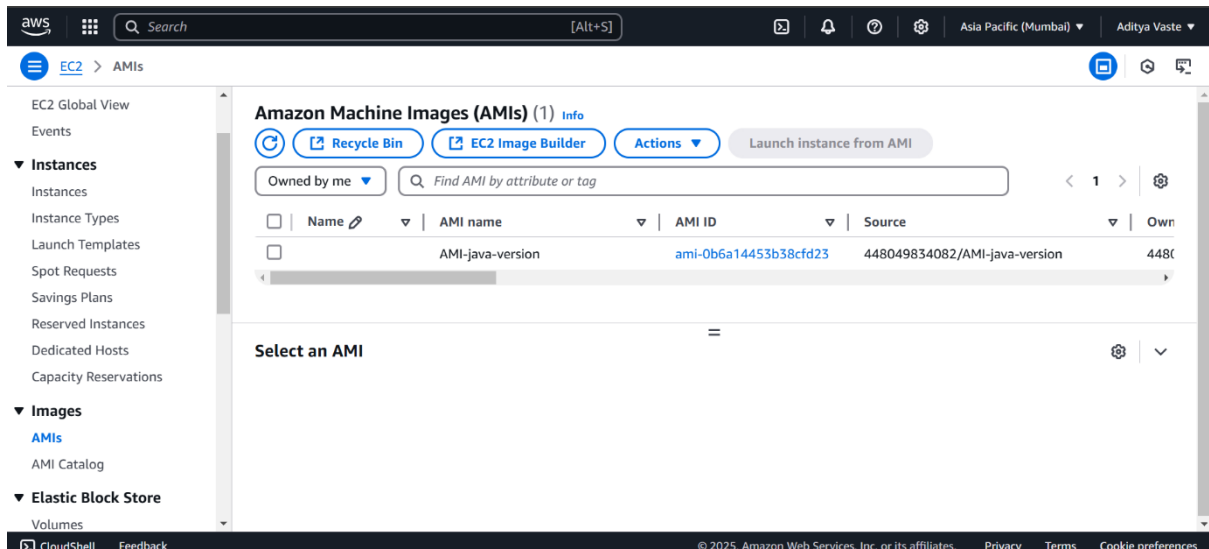 aws
Search [Alt+S] Asia Pacific (Mumbai) Aditya Vaste
EC2 > AMIs
EC2 Global View
Events
Instances
Instances
Instance Types
Launch Templates
Spot Requests
Savings Plans
Reserved Instances
Dedicated Hosts
Capacity Reservations
Images
AMIs
AMI Catalog
Elastic Block Store
Volumes
Amazon Machine Images (AMIs) (1) Info
Recycle Bin EC2 Image Builder Actions Launch instance from AMI
Owned by me Find AMI by attribute or tag < 1 >
Name AMI name AMI ID Source Own
AMI-java-version ami-0b6a14453b38cfd23 448049834082/AMI-java-version 4480
Select an AMI
CloudShell Feedback © 2025, Amazon Web Services, Inc. or its affiliates. Privacy Terms Cookie preferences